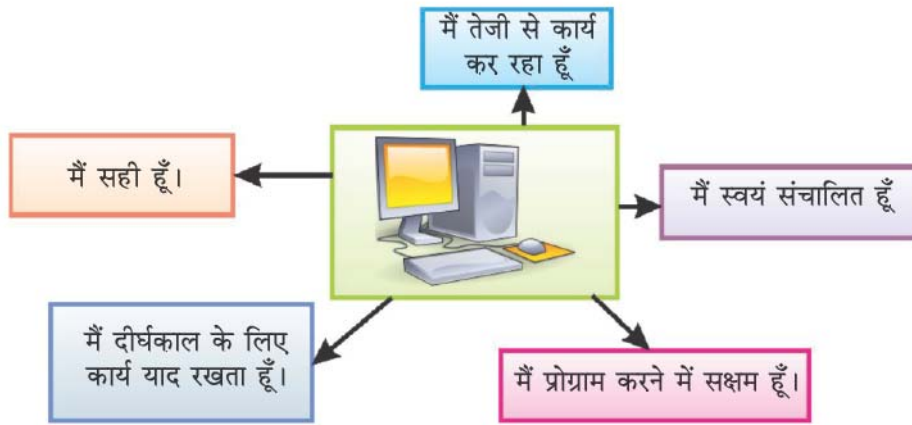 मैं तेजी से कार्य
कर रहा हूँ
मैं सही हूँ।
मैं स्वयं संचालित हूँ
मैं दीर्घकाल के लिए
कार्य याद रखता हूँ।
मैं प्रोग्राम करने में सक्षम हूँ।